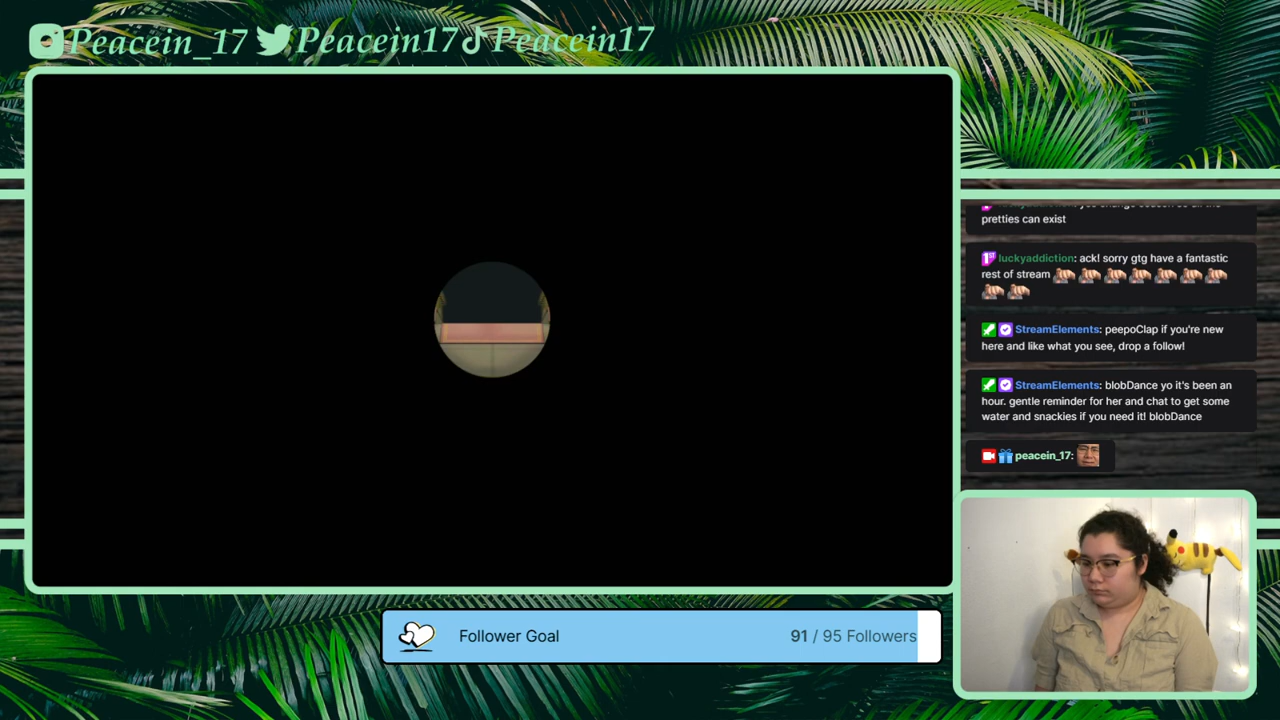 Peacein_17 Peacein17 Peacein17
pretties can exist
luckyaddiction: ack! sorry gtg have a fantastic
rest of stream
StreamElements: peepoClap if you're new
here and like what you see, drop a follow!
StreamElements: blobDance yo it's been an
hour. gentle reminder for her and chat to get some
water and snackies if you need it! blobDance
peacein_17:
Follower Goal 91 / 95 Followers